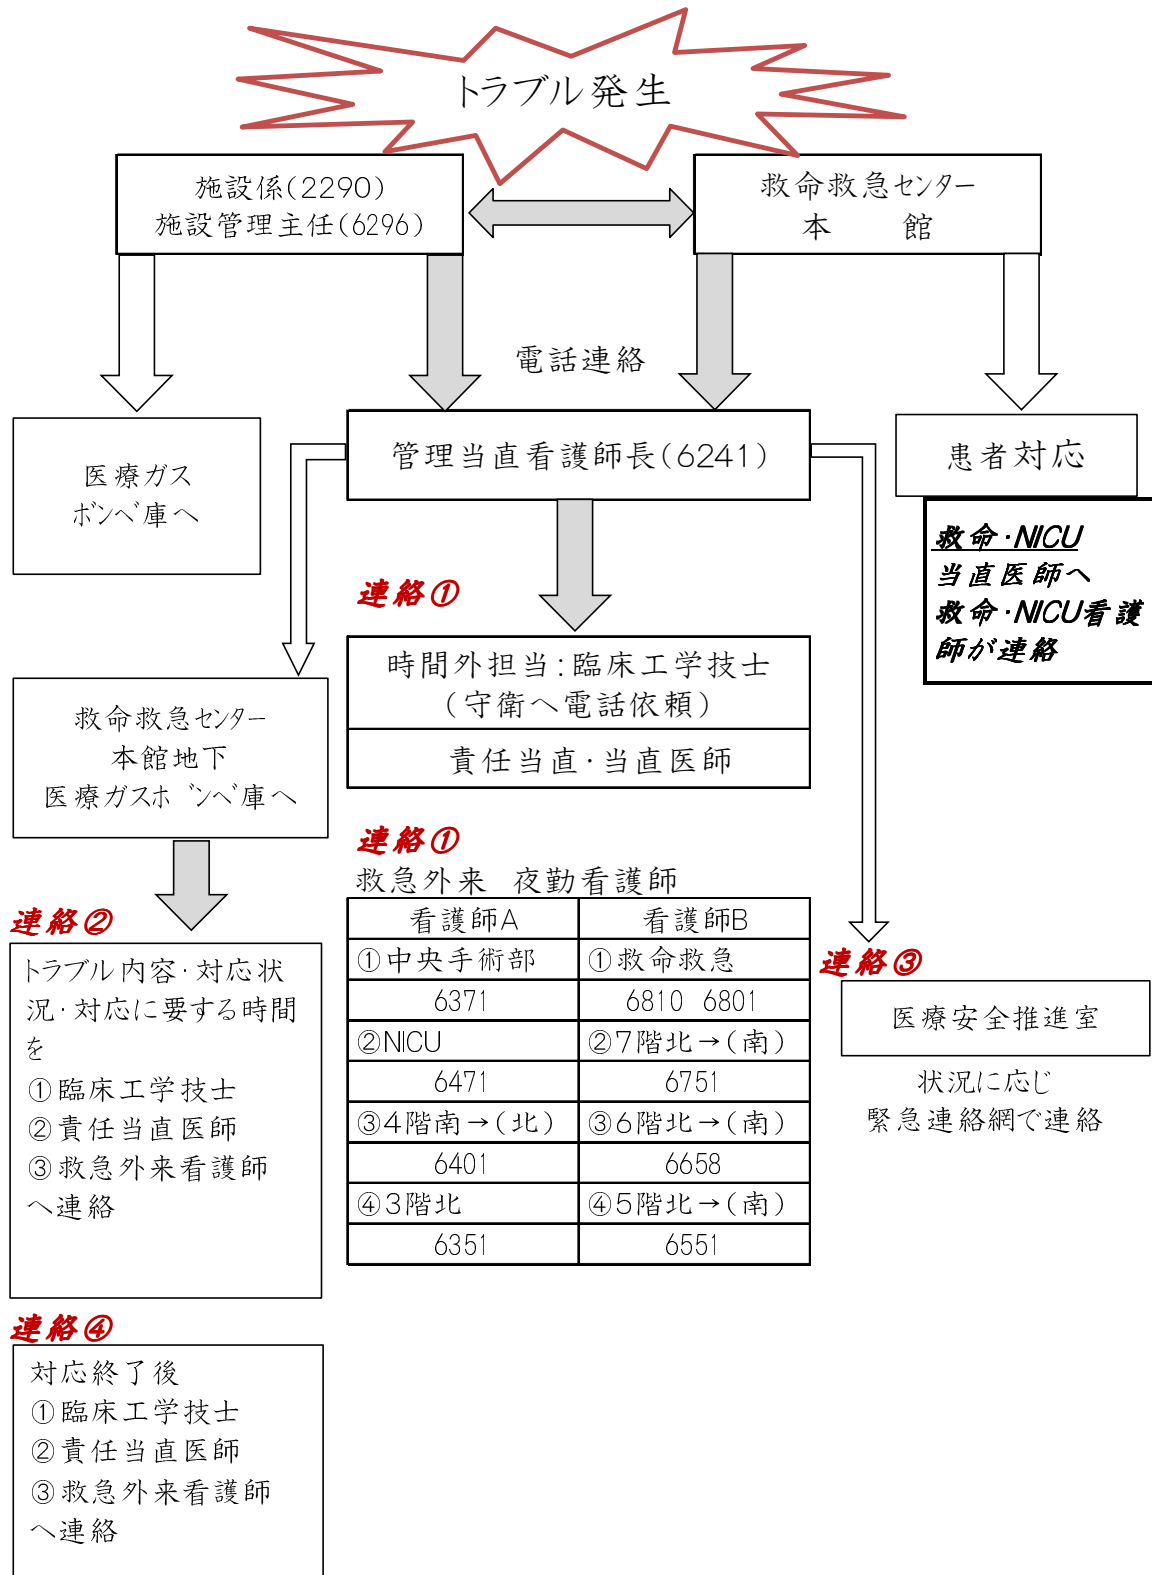 トラブル発生
施設係(2290)
施設管理主任(6296)
救命救急センター
本　　館
電話連絡
医療ガス
ボンベ庫へ
管理当直看護師長(6241)
患者対応
救命・NICU
当直医師へ
救命・NICU看護
師が連絡
連絡①
時間外担当:臨床工学技士
(守衛へ電話依頼)
責任当直・当直医師
救命救急センター
本館地下
医療ガスボンベ庫へ
連絡①
救急外来　夜勤看護師
看護師A　看護師B
①中央手術部　①救命救急
6371　6810 6801
②NICU　②7階北→(南)
6471　6751
③4階南→(北)　③6階北→(南)
6401　6658
④3階北　④5階北→(南)
6351　6551
連絡②
トラブル内容・対応状
況・対応に要する時間
を
①臨床工学技士
②責任当直医師
③救急外来看護師
へ連絡
連絡③
医療安全推進室
状況に応じ
緊急連絡網で連絡
連絡④
対応終了後
①臨床工学技士
②責任当直医師
③救急外来看護師
へ連絡